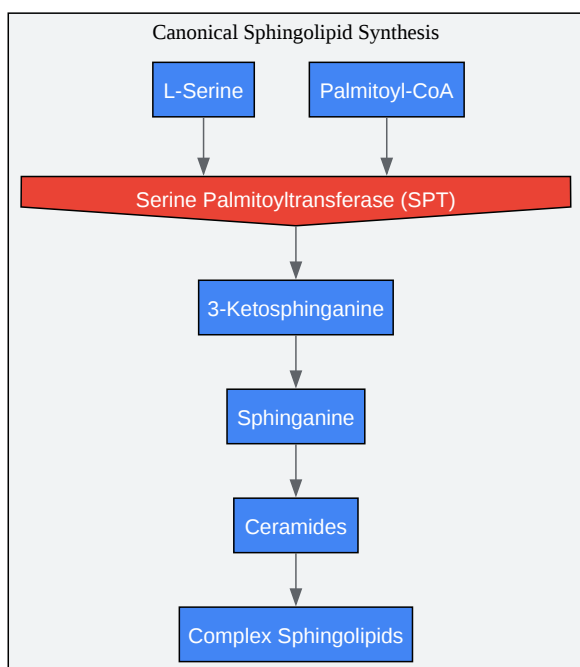 Canonical Sphingolipid Synthesis
L-Serine
Palmitoyl-CoA
Serine Palmitoyltransferase (SPT)
3-Ketosphinganine
Sphinganine
Ceramides
Complex Sphingolipids